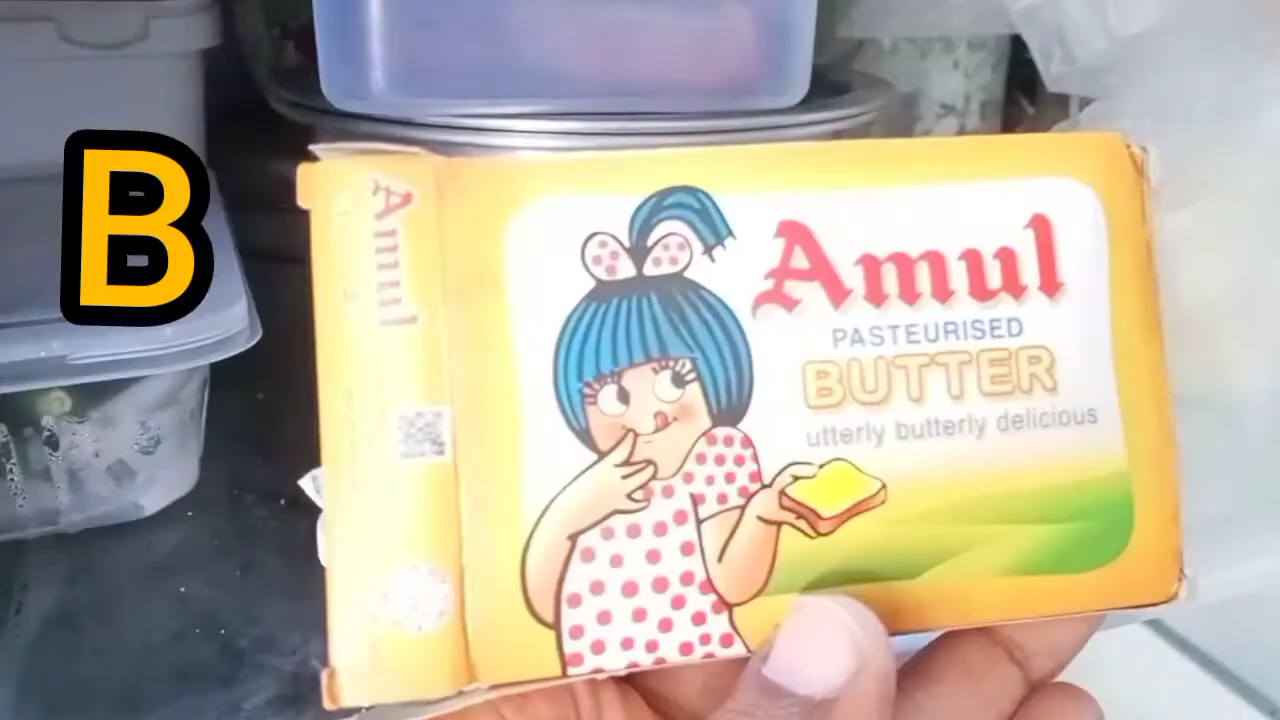 B
Amul
Amul
PASTEURISED
BUTTER
utterly butterly delicious